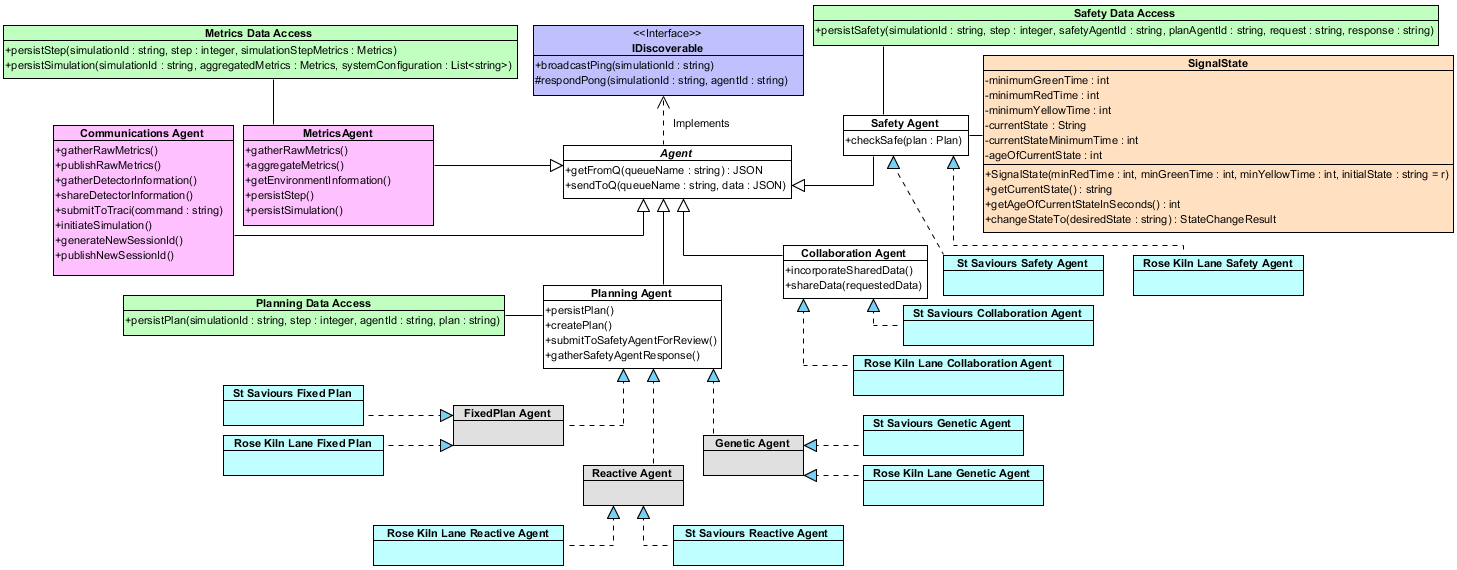 Metrics Data Access
+persistStep(simulationId : string, step : integer, simulationStepMetrics : Metrics)
+persistSimulation(simulationId : string, aggregatedMetrics : Metrics, systemConfiguration : List<string>)
<<Interface>>
IDiscoverable
+broadcastPing(simulationId : string)
#respondPong(simulationId : string, agentId : string)
Safety Data Access
+persistSafety(simulationId : string, step : integer, safetyAgentId : string, planAgentId : string, request : string, response : string)
SignalState
-minimumGreenTime : int
-minimumRedTime : int
-minimumYellowTime : int
-currentState : String
-currentStateMinimumTime : int
-ageOfCurrentState : int
+SignalState(minRedTime : int, minGreenTime : int, minYellowTime : int, initialState : string = r)
+getCurrentState() : string
+getAgeOfCurrentStateInSeconds() : int
+changeStateTo(desiredState : string) : StateChangeResult
Communications Agent
+gatherRawMetrics()
+publishRawMetrics()
+gatherDetectorInformation()
+shareDetectorInformation()
+submitToTraci(command : string)
+initiateSimulation()
+generateNewSessionId()
+publishNewSessionId()
MetricsAgent
+gatherRawMetrics()
+aggregateMetrics()
+getEnvironmentInformation()
+persistStep()
+persistSimulation()
Implements
Agent
+getFromQ(queueName : string) : JSON
+sendToQ(queueName : string, data : JSON)
Safety Agent
+checkSafe(plan : Plan)
Collaboration Agent
+incorporateSharedData()
+shareData(requestedData)
St Saviours Safety Agent
Rose Kiln Lane Safety Agent
Planning Data Access
+persistPlan(simulationId : string, step : integer, agentId : string, plan : string)
Planning Agent
+persistPlan()
+createPlan()
+submitToSafetyAgentForReview()
+gatherSafetyAgentResponse()
St Saviours Collaboration Agent
Rose Kiln Lane Collaboration Agent
St Saviours Fixed Plan
Rose Kiln Lane Fixed Plan
FixedPlan Agent
Reactive Agent
Genetic Agent
St Saviours Genetic Agent
Rose Kiln Lane Genetic Agent
Rose Kiln Lane Reactive Agent
St Saviours Reactive Agent